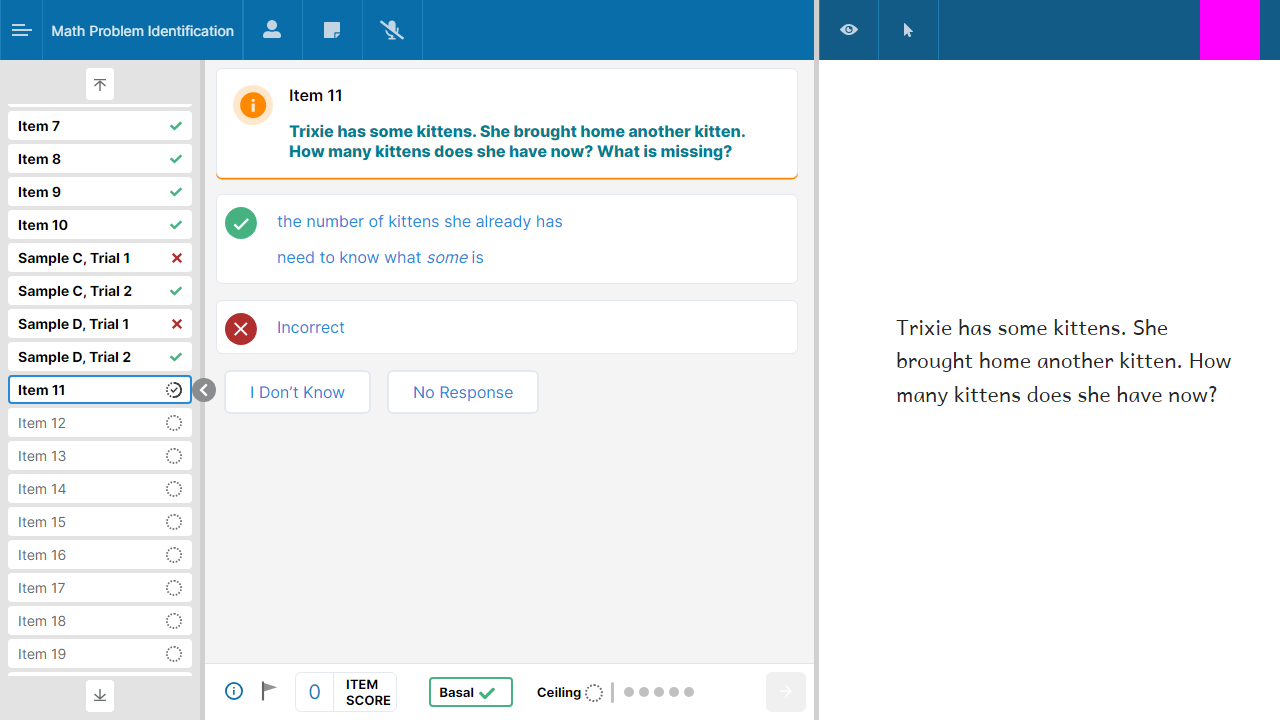 Math Problem Identification
Item 7
Item 8
Item 9
Item 10
Sample C, Trial 1
Sample C, Trial 2
Sample D, Trial 1
Sample D, Trial 2
Item 11
Item 12
Item 13
Item 14
Item 15
Item 16
Item 17
Item 18
Item 19
Item 11
Trixie has some kittens. She brought home another kitten.
How many kittens does she have now? What is missing?
the number of kittens she already has
need to know what some is
Incorrect
I Don’t Know
No Response
0
ITEM
SCORE
Basal
Ceiling
Trixie has some kittens. She
brought home another kitten. How
many kittens does she have now?